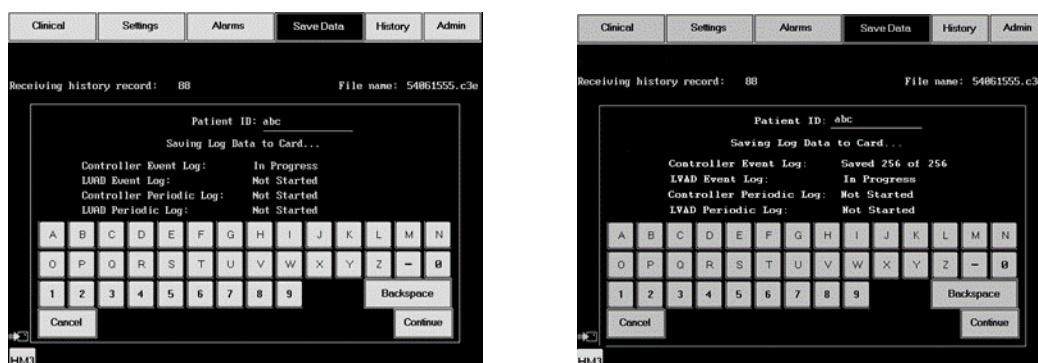 Clinical Settings Alarms Save Data History Admin
Receiving history record: 88 File name: 54061555.c3e
Patient ID: abc
Saving Log Data to Card...
Controller Event Log: In Progress
LVAD Event Log: Not Started
Controller Periodic Log: Not Started
LVAD Periodic Log: Not Started
A B C D E F G H I J K L M N
O P Q R S T U V W X Y Z - 0
1 2 3 4 5 6 7 8 9 Backspace
Cancel Continue
HM3
Clinical Settings Alarms Save Data History Admin
Receiving history record: 88 File name: 54061555.c3
Patient ID: abc
Saving Log Data to Card...
Controller Event Log: Saved 256 of 256
LVAD Event Log: In Progress
Controller Periodic Log: Not Started
LVAD Periodic Log: Not Started
A B C D E F G H I J K L M N
O P Q R S T U V W X Y Z - 0
1 2 3 4 5 6 7 8 9 Backspace
Cancel Continue
HM3